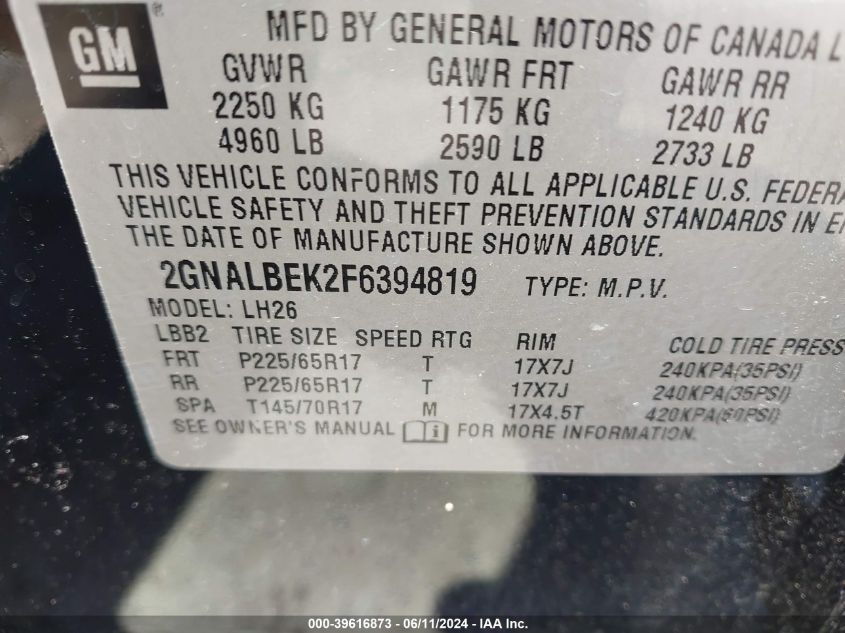 GM ®
MFD BY GENERAL MOTORS OF CANADA L
GVWR GAWR FRT GAWR RR
2250 KG 1175 KG 1240 KG
4960 LB 2590 LB 2733 LB
THIS VEHICLE CONFORMS TO ALL APPLICABLE U.S. FEDERA
VEHICLE SAFETY AND THEFT PREVENTION STANDARDS IN E
THE DATE OF MANUFACTURE SHOWN ABOVE.
2GNALBEK2F6394819 TYPE: M.P.V.
MODEL: LH26
LBB2 TIRE SIZE SPEED RTG RIM COLD TIRE PRESS
FRT P225/65R17 T 17X7J 240KPA(35PSI)
RR P225/65R17 T 17X7J 240KPA(35PSI)
SPA T145/70R17 M 17X4.5T 420KPA(60PSI)
SEE OWNER'S MANUAL FOR MORE INFORMATION.
000-39616873 - 06/11/2024 - IAA Inc.